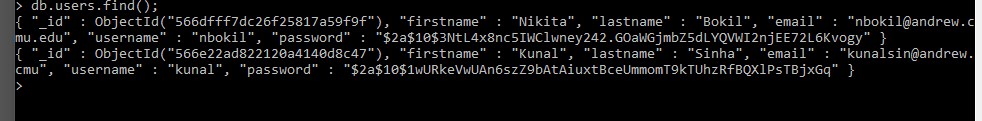 > db.users.find();
{ "_id" : ObjectId("566dfff7dc26f25817a59f9f"), "firstname" : "Nikita", "lastname" : "Bokil", "email" : "nbokil@andrew.c
mu.edu", "username" : "nbokil", "password" : "$2a$10$3NtL4x8nc5IWClwney242.GOaWGjmbZ5dLYQVWI2njEE72L6Kvogy" }
{ "_id" : ObjectId("566e22ad822120a4140d8c47"), "firstname" : "Kunal", "lastname" : "Sinha", "email" : "kunalsin@andrew.
cmu", "username" : "kunal", "password" : "$2a$10$1wURkeVwUAn6szZ9bAtAiuxtBceUmmomT9kTUhzRfBQXlPsTBjxGq" }
>